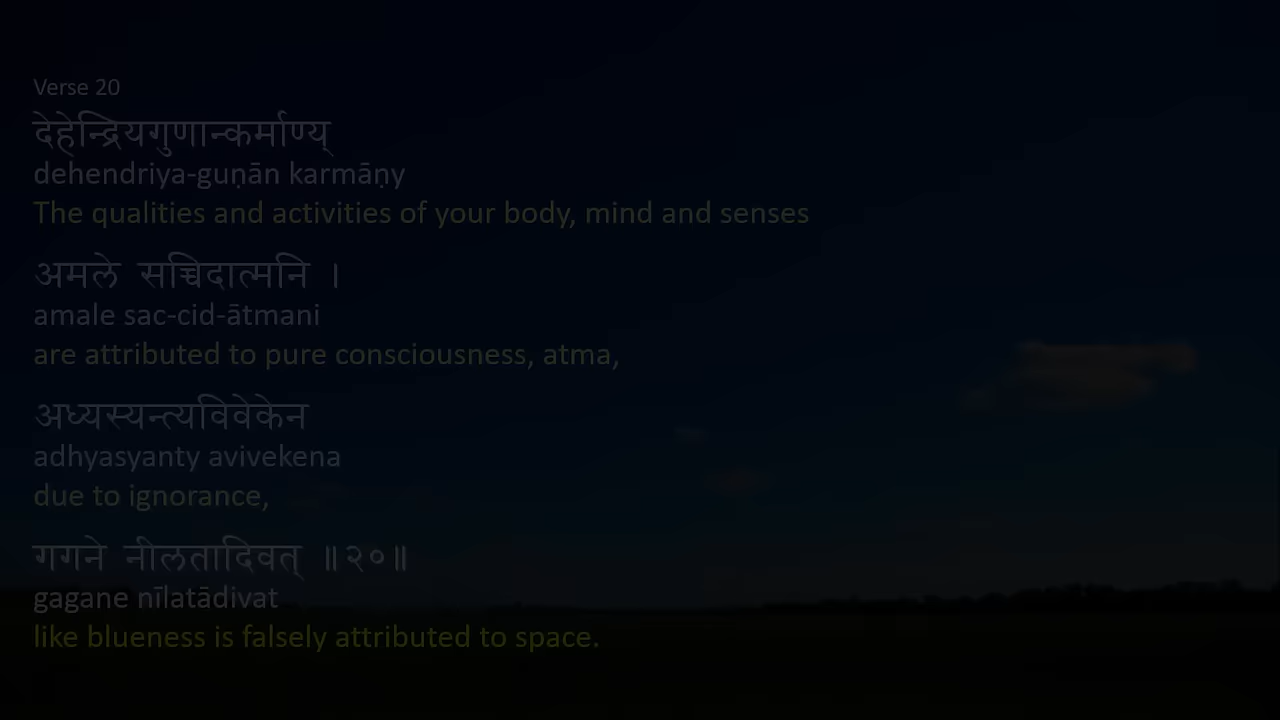 Verse 20
देहेन्द्रियगुणान्कर्माण्य्
dehendriya-guṇān karmāṇy
The qualities and activities of your body, mind and senses
अमले सच्चिदात्मनि ।
amale sac-cid-ātmani
are attributed to pure consciousness, atma,
अध्यस्यन्त्यविवेकेन
adhyasyanty avivekena
due to ignorance,
गगने नीलतादिवत् ॥२०॥
gagane nīlatādivat
like blueness is falsely attributed to space.